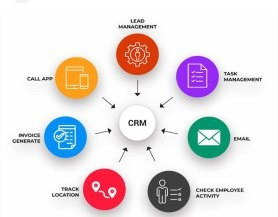 LEAD
MANAGEMENT
CALL APP
TASK
MANAGEMENT
CRM
INVOICE
GENERATE
EMAIL
TRACK
LOCATION
CHECK EMPLOYEE
ACTIVITY